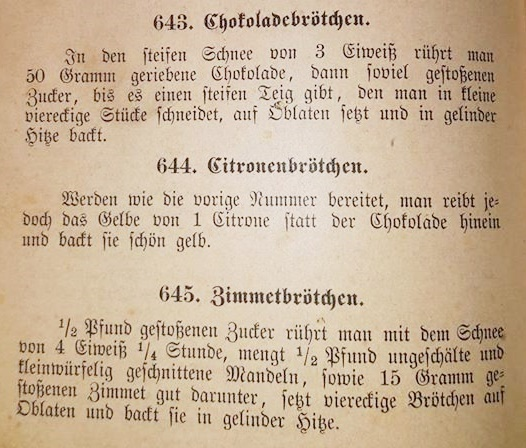 643. Chokoladebrötchen.
In den steifen Schnee von 3 Eiweiß rührt man
50 Gramm geriebene Chokolade, dann soviel gestoßenen
Zucker, bis es einen steifen Teig gibt, den man in kleine
viereckige Stücke schneidet, auf Oblaten setzt und in gelinder
Hitze backt.
644. Citronenbrötchen.
Werden wie die vorige Nummer bereitet, man reibt je-
doch das Gelbe von 1 Citrone statt der Chokolade hinein
und backt sie schön gelb.
645. Zimmetbrötchen.
1/2 Pfund gestoßenen Zucker rührt man mit dem Schnee
von 4 Eiweiß 1/4 Stunde, mengt 1/2 Pfund ungeschälte und
kleinwürfelig geschnittene Mandeln, sowie 15 Gramm ge-
stoßenen Zimmet gut darunter, setzt viereckige Brötchen auf
Oblaten und backt sie in gelinder Hitze.